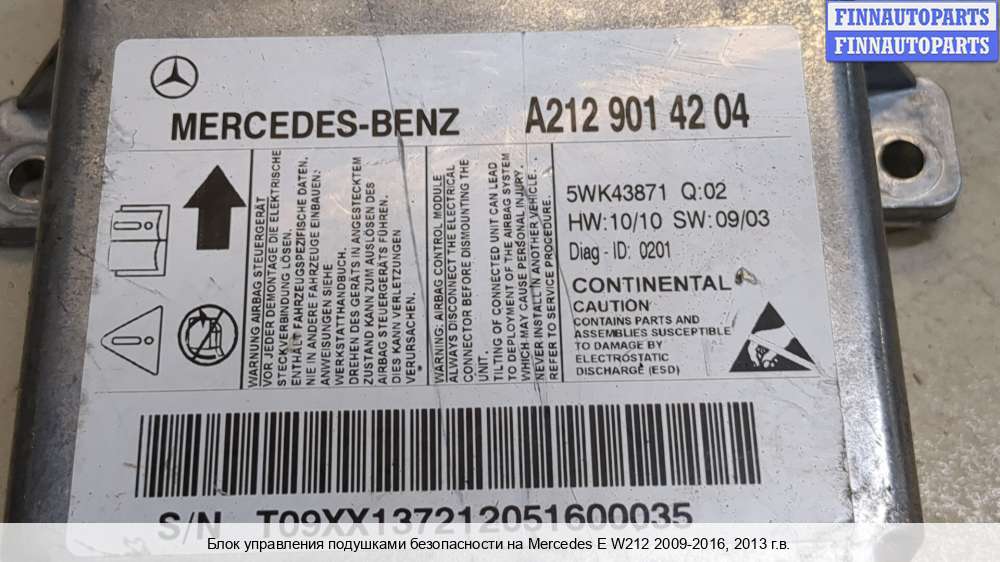 FINNAUTOPARTS
FINNAUTOPARTS
MERCEDES-BENZ A212 901 42 04
WARNUNG AIRBAG STEUERGERÄT
VOR JEDER DEMONTAGE DIE ELEKTRISCHE
STECKVERBINDUNG LÖSEN.
ENTHÄLT FAHRZEUGSPEZIFISCHE DATEN.
NIE IN ANDERE FAHRZEUGE EINBAUEN:
ANWEISUNGEN SIEHE
WERKSTATTHANDBUCH.
DREHEN DES GERÄTS IN ANGESTECKTEM
ZUSTAND KANN ZUM AUSLÖSEN DES
AIRBAG STEUERGERÄTS FÜHREN.
DIES KANN VERLETZUNGEN
VERURSACHEN.
WARNING: AIRBAG CONTROL MODULE
ALWAYS DISCONNECT THE ELECTRICAL
CONNECTOR BEFORE DISMOUNTING THE
UNIT.
TILTING OF CONNECTED UNIT CAN LEAD
TO DEPLOYMENT OF THE AIRBAG SYSTEM
WHICH MAY CAUSE PERSONAL INJURY.
NEVER INSTALL IN ANOTHER VEHICLE.
REFER TO SERVICE PROCEDURE.
5WK43871 Q:02
HW:10/10 SW:09/03
Diag-ID: 0201
CONTINENTAL
CAUTION
CONTAINS PARTS AND
ASSEMBLIES SUSCEPTIBLE
TO DAMAGE BY
ELECTROSTATIC
DISCHARGE (ESD)
S/N T09XX137212051600035
Блок управления подушками безопасности на Mercedes E W212 2009-2016, 2013 г.в.